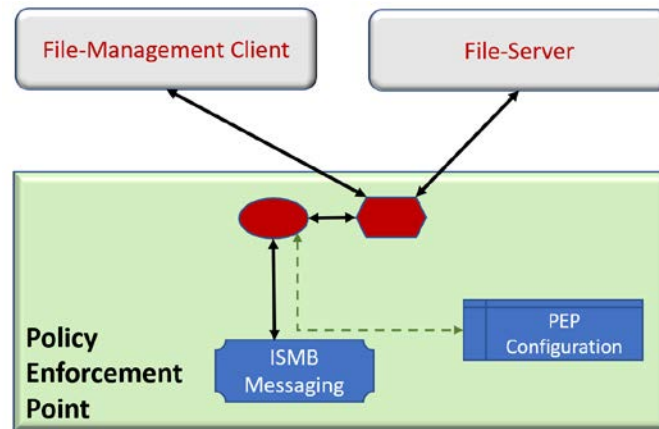 File-Management Client
File-Server
Policy
Enforcement
Point
ISMB
Messaging
PEP
Configuration